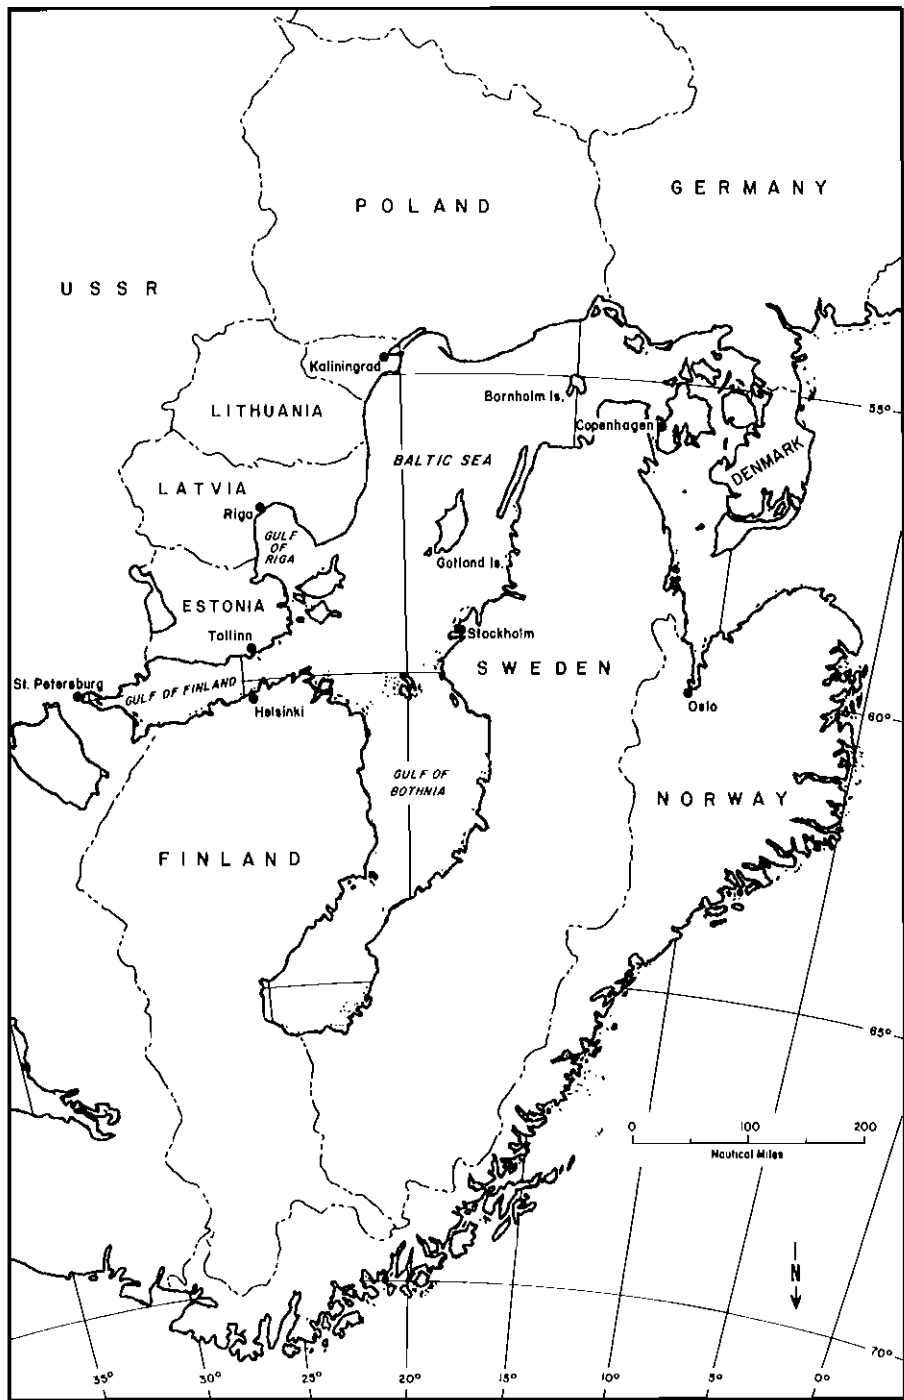 GERMANY
POLAND
USSR
Kaliningrad
Bornholm Is.
55°
LITHUANIA
Copenhagen
DENMARK
BALTIC SEA
LATVIA
Riga
GULF
OF
RIGA
Gotland Is.
ESTONIA
Tollinn
Stockholm
SWEDEN
St. Petersburg
GULF OF FINLAND
Helsinki
Oslo
60°
GULF OF
BOTHNIA
NORWAY
FINLAND
65°
0 100 200
Nautical Miles
N
70°
35° 30° 25° 20° 15° 10° 5° 0°